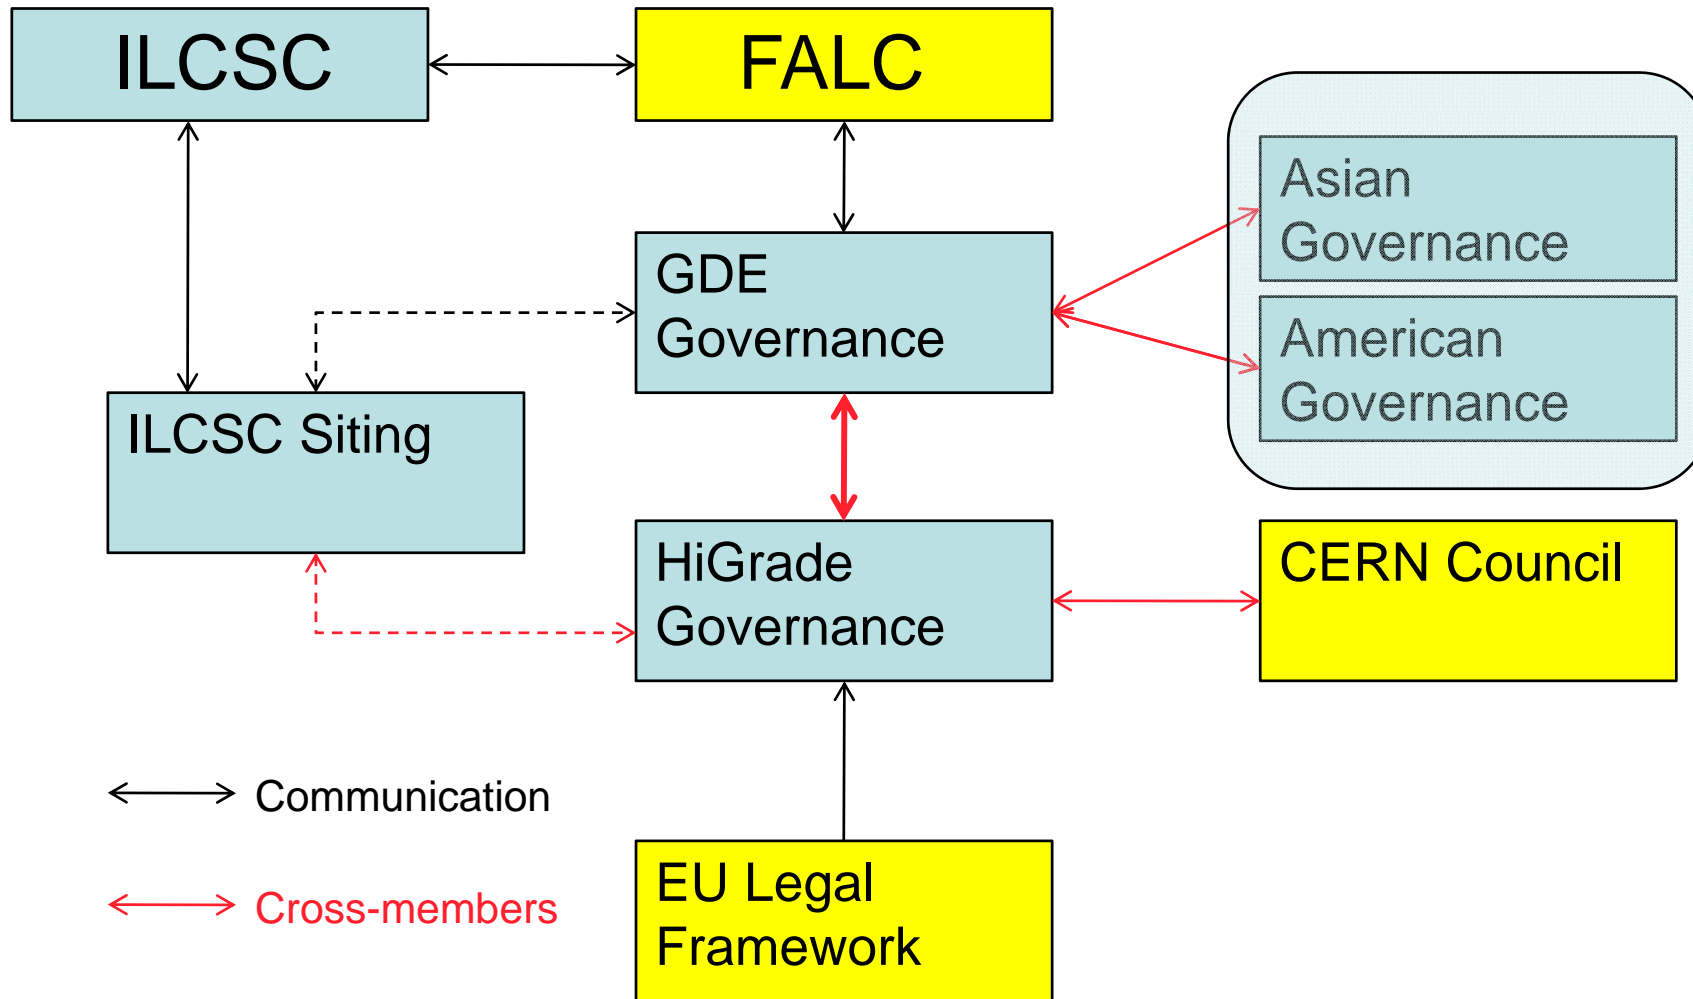 ILCSC
FALC
Asian
Governance
American
Governance
GDE
Governance
ILCSC Siting
HiGrade
Governance
CERN Council
Communication
Cross-members
EU Legal
Framework